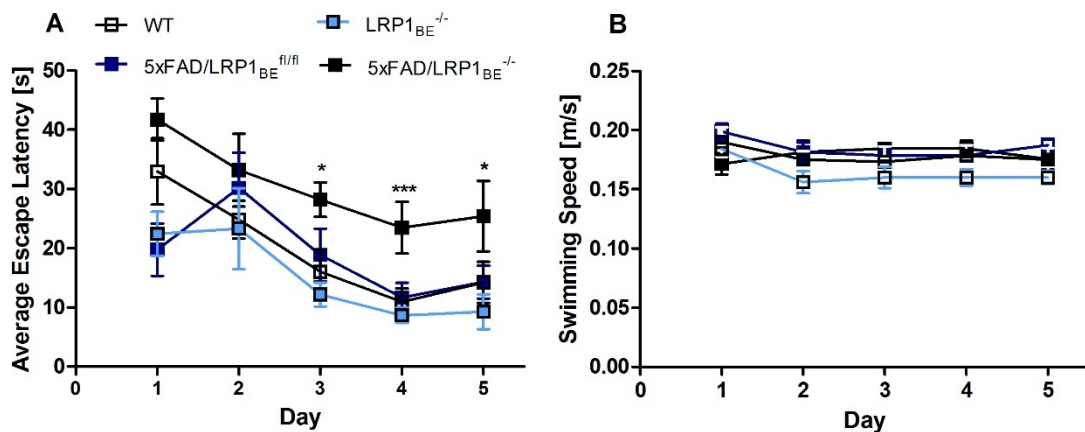 A
WT
LRP1BE-/-
5xFAD/LRP1BEfl/fl
5xFAD/LRP1BE-/-
Average Escape Latency [s]
50
40
30
20
10
0
* *** *
0 1 2 3 4 5
Day
B
Swimming Speed [m/s]
0.25
0.20
0.15
0.10
0.05
0.00
0 1 2 3 4 5
Day